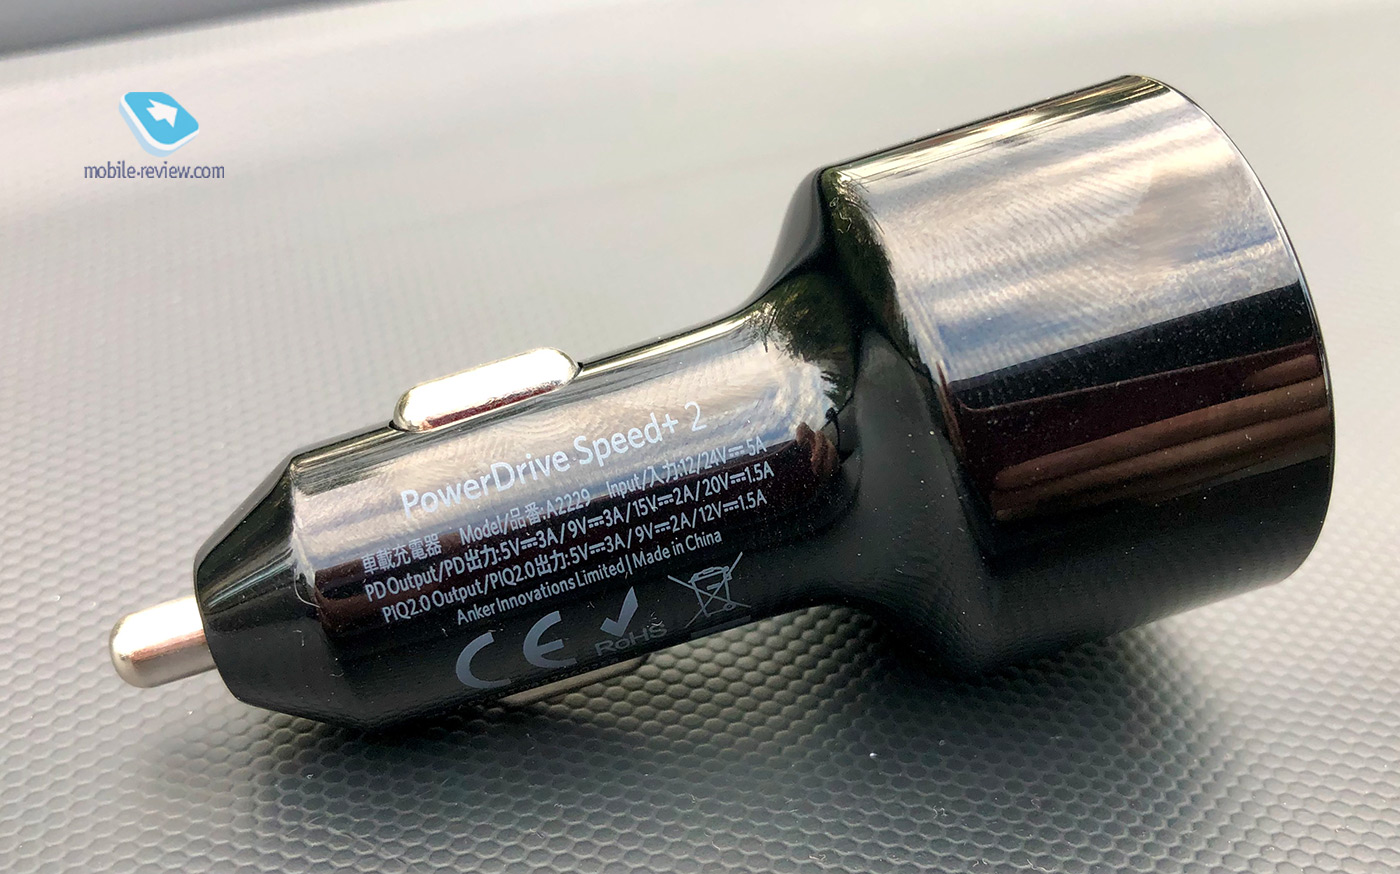 mobile-review.com
PowerDrive Speed+ 2
車載充電器 Model/品番:A2229 Input/入力:12/24V⎓5A
PD Output/PD出力:5V⎓3A/9V⎓3A/15V⎓2A/20V⎓1.5A
PIQ2.0 Output/PIQ2.0出力:5V⎓3A/9V⎓2A/12V⎓1.5A
Anker Innovations Limited | Made in China
CE RoHS